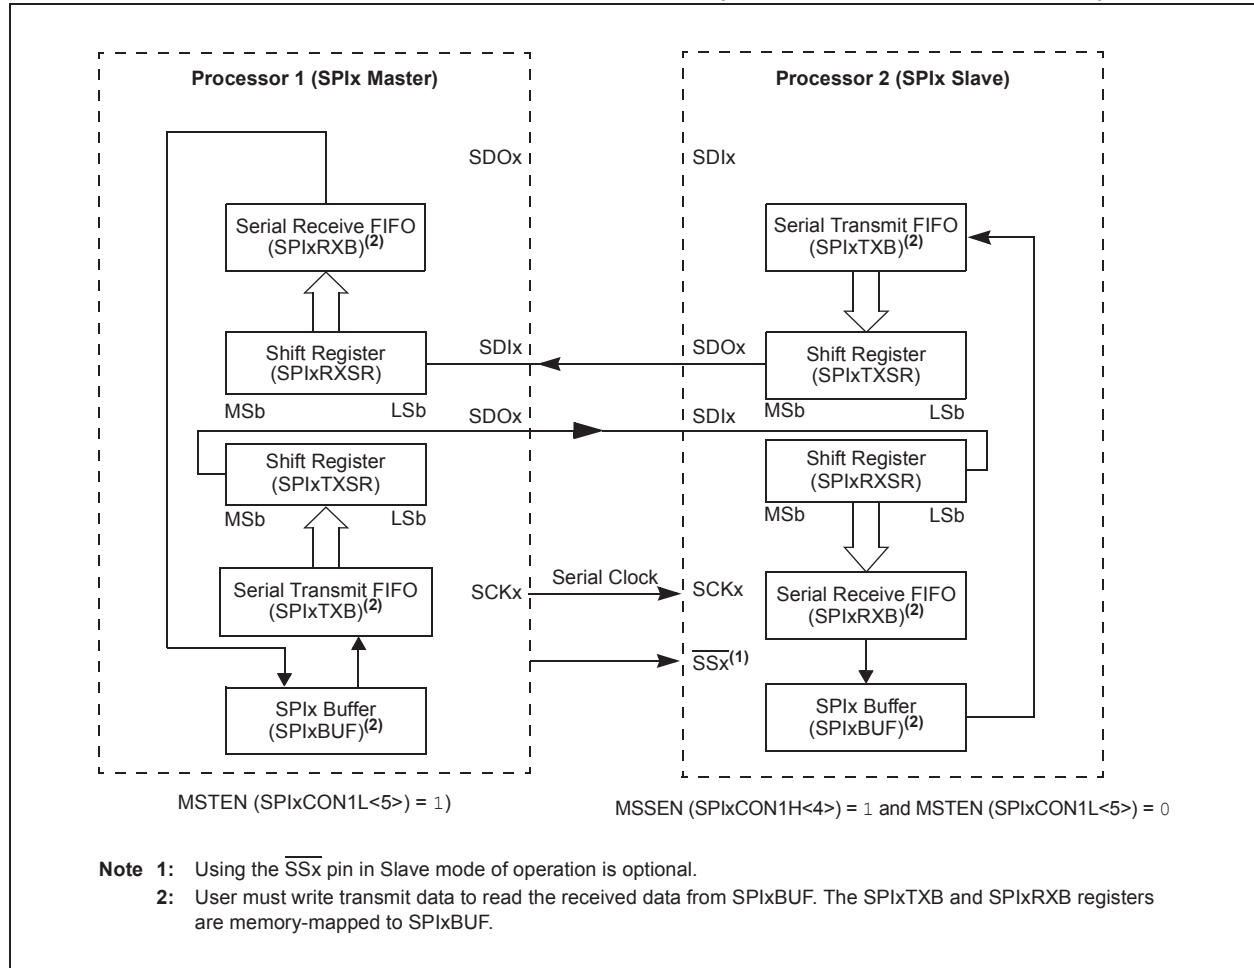 Processor 1 (SPIx Master)
Processor 2 (SPIx Slave)
SDOx
SDIx
Serial Receive FIFO
(SPIxRXB)(2)
Serial Transmit FIFO
(SPIxTXB)(2)
Shift Register
(SPIxRXSR)
SDIx
SDOx
Shift Register
(SPIxTXSR)
MSb
LSb
MSb
LSb
SDOx
SDIx
Shift Register
(SPIxTXSR)
Shift Register
(SPIxRXSR)
MSb
LSb
MSb
LSb
Serial Transmit FIFO
(SPIxTXB)(2)
SCKx
Serial Clock
SCKx
Serial Receive FIFO
(SPIxRXB)(2)
SSx(1)
SPIx Buffer
(SPIxBUF)(2)
SPIx Buffer
(SPIxBUF)(2)
MSTEN (SPIxCON1L<5>) = 1)
MSSEN (SPIxCON1H<4>) = 1 and MSTEN (SPIxCON1L<5>) = 0
Note 1: Using the SSx pin in Slave mode of operation is optional.
2: User must write transmit data to read the received data from SPIxBUF. The SPIxTXB and SPIxRXB registers
are memory-mapped to SPIxBUF.